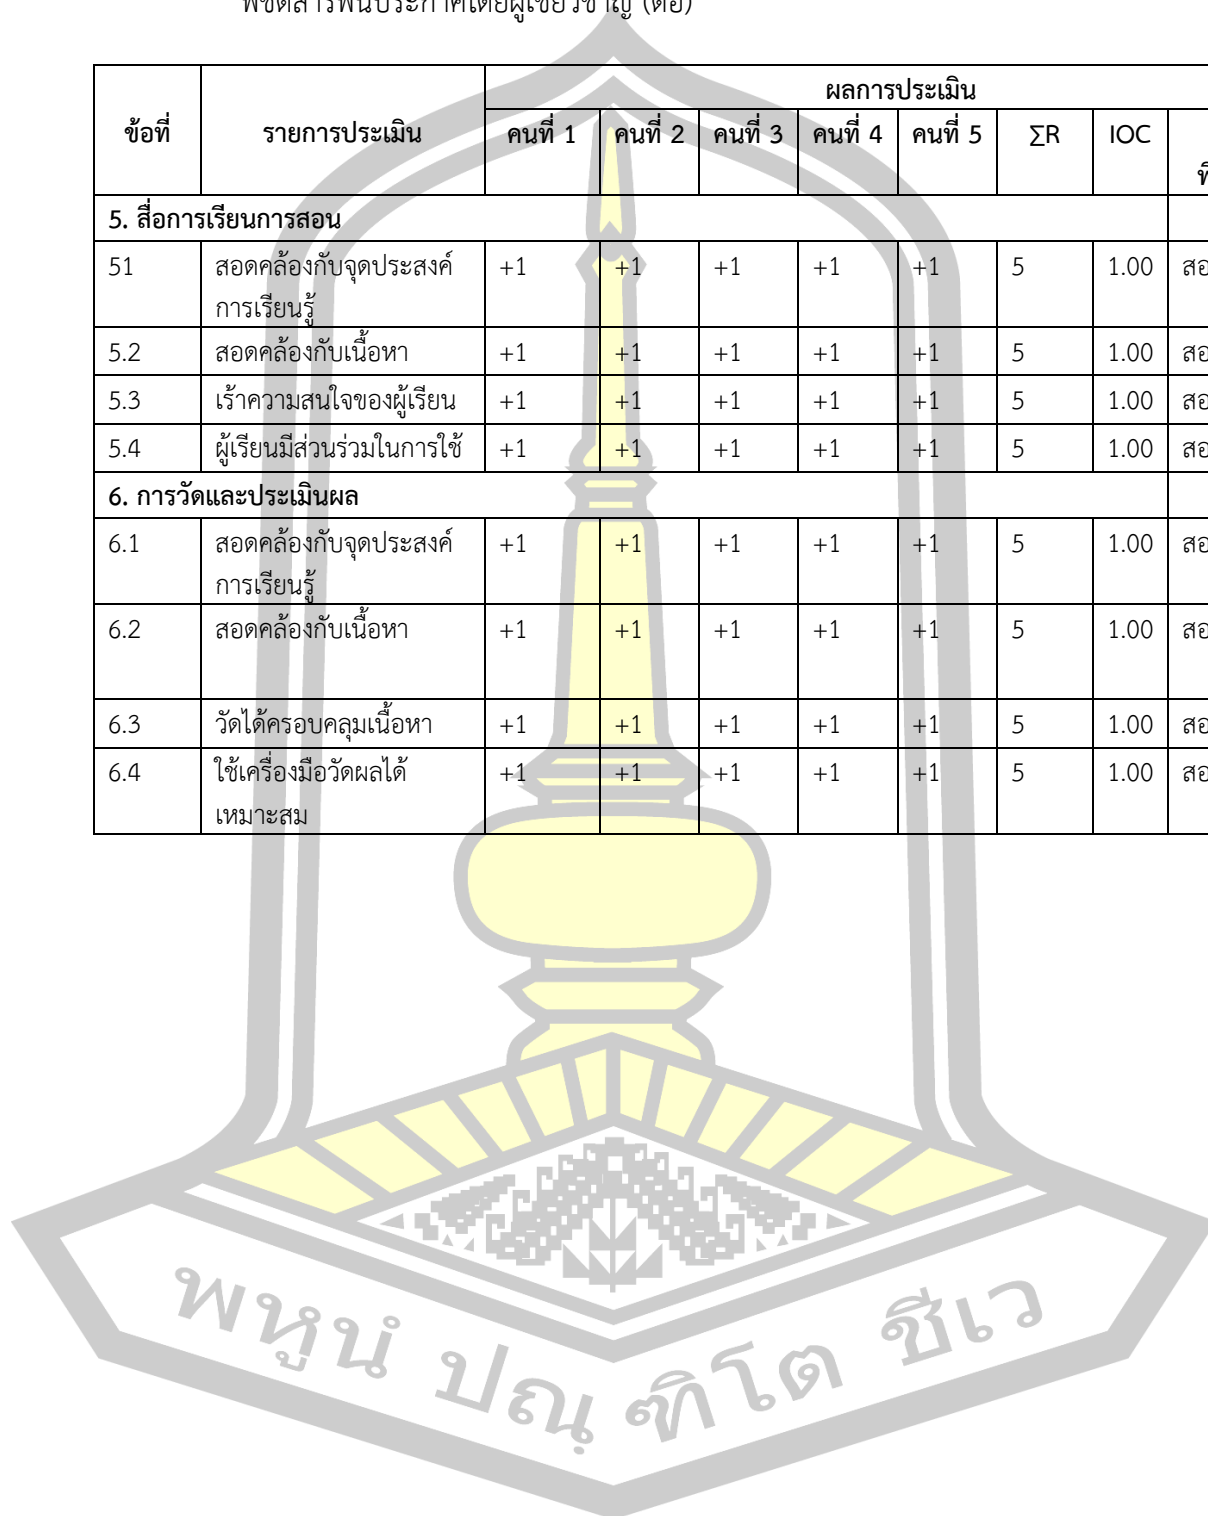 ผลการประเมิน
ข้อที่ รายการประเมิน คนที่ 1 คนที่ 2 คนที่ 3 คนที่ 4 คนที่ 5 ∑R IOC
5. สื่อการเรียนการสอน
51 สอดคล้องกับจุดประสงค์ +1 +1 +1 +1 +1 5 1.00 สอ
การเรียนรู้
5.2 สอดคล้องกับเนื้อหา +1 +1 +1 +1 +1 5 1.00 สอ
5.3 เร้าความสนใจของผู้เรียน +1 +1 +1 +1 +1 5 1.00 สอ
5.4 ผู้เรียนมีส่วนร่วมในการใช้ +1 +1 +1 +1 +1 5 1.00 สอ
6. การวัดและประเมินผล
6.1 สอดคล้องกับจุดประสงค์ +1 +1 +1 +1 +1 5 1.00 สอ
การเรียนรู้
6.2 สอดคล้องกับเนื้อหา +1 +1 +1 +1 +1 5 1.00 สอ
6.3 วัดได้ครอบคลุมเนื้อหา +1 +1 +1 +1 +1 5 1.00 สอ
6.4 ใช้เครื่องมือวัดผลได้ +1 +1 +1 +1 +1 5 1.00 สอ
เหมาะสม
พหูนํ ปณฺฑิโต ชีเว